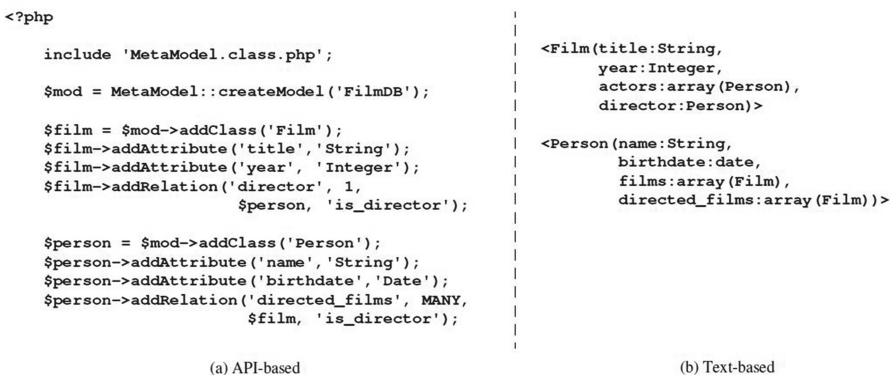 <?php
include 'MetaModel.class.php';
$mod = MetaModel::createModel('FilmDB');
$film = $mod->addClass('Film');
$film->addAttribute('title','String');
$film->addAttribute('year', 'Integer');
$film->addRelation('director', 1,
$person, 'is_director');
$person = $mod->addClass('Person');
$person->addAttribute('name','String');
$person->addAttribute('birthdate','Date');
$person->addRelation('directed_films', MANY,
$film, 'is_director');
(a) API-based
<Film(title:String,
year:Integer,
actors:array(Person),
director:Person)>
<Person(name:String,
birthdate:date,
films:array(Film),
directed_films:array(Film))>
(b) Text-based